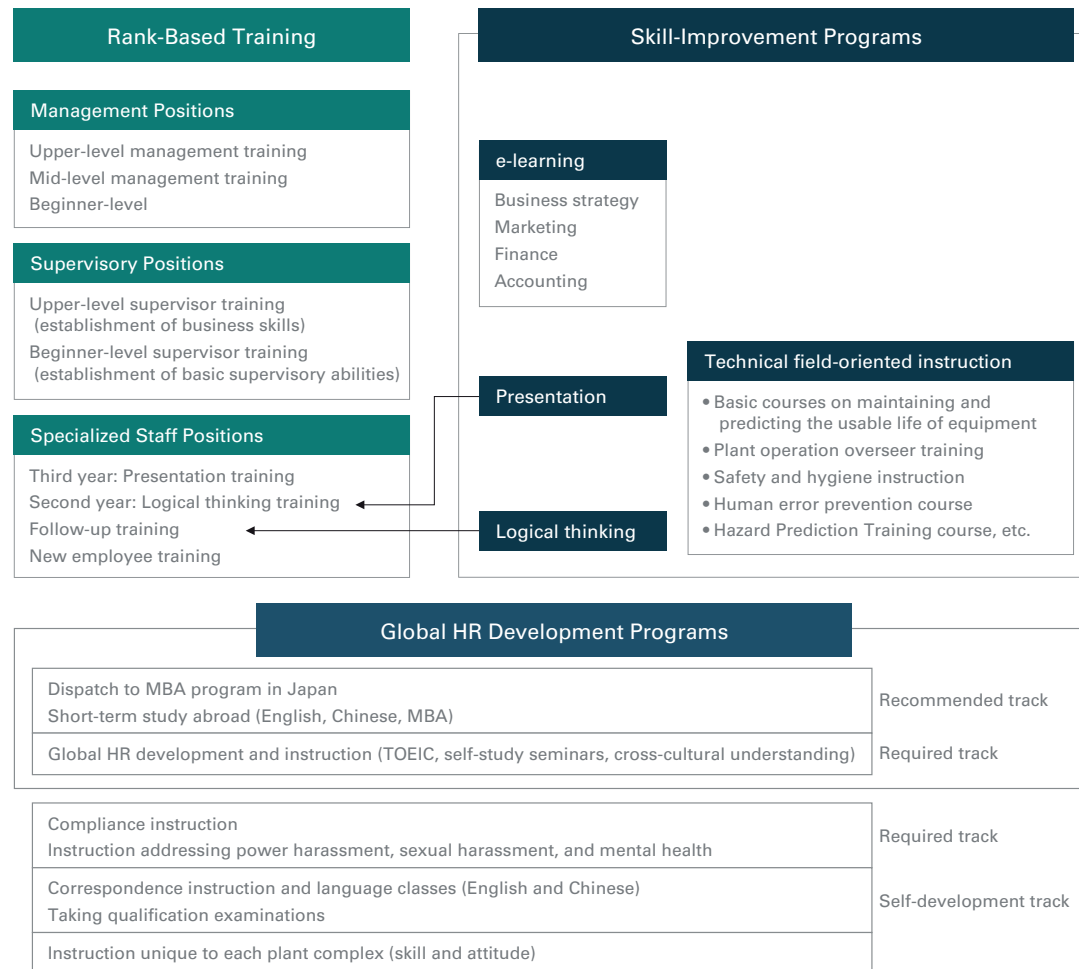 Rank-Based Training
Management Positions
Upper-level management training
Mid-level management training
Beginner-level
Supervisory Positions
Upper-level supervisor training
(establishment of business skills)
Beginner-level supervisor training
(establishment of basic supervisory abilities)
Specialized Staff Positions
Third year: Presentation training
Second year: Logical thinking training
Follow-up training
New employee training
Skill-Improvement Programs
e-learning
Business strategy
Marketing
Finance
Accounting
Presentation
Logical thinking
Technical field-oriented instruction
• Basic courses on maintaining and
predicting the usable life of equipment
• Plant operation overseer training
• Safety and hygiene instruction
• Human error prevention course
• Hazard Prediction Training course, etc.
Global HR Development Programs
Dispatch to MBA program in Japan
Short-term study abroad (English, Chinese, MBA)
Recommended track
Global HR development and instruction (TOEIC, self-study seminars, cross-cultural understanding)
Required track
Compliance instruction
Instruction addressing power harassment, sexual harassment, and mental health
Required track
Correspondence instruction and language classes (English and Chinese)
Taking qualification examinations
Self-development track
Instruction unique to each plant complex (skill and attitude)